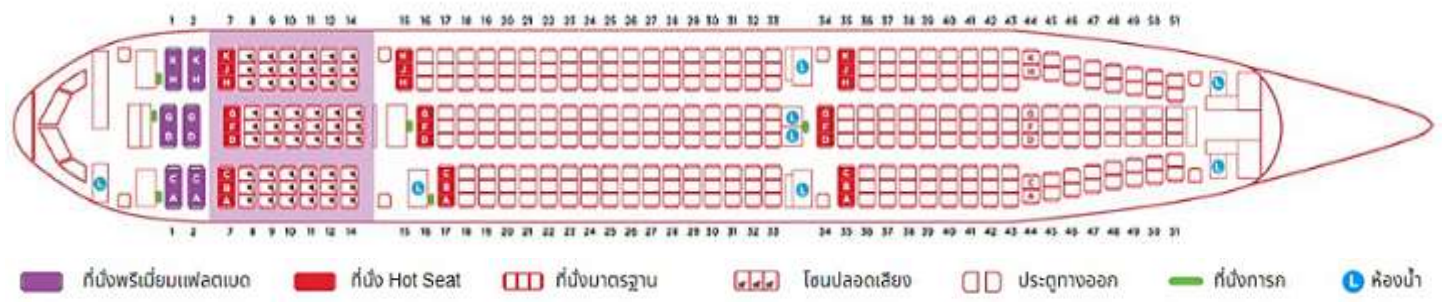 1 2 7 8 9 10 11 12 14 15 16 17 18 19 20 21 22 23 24 25 26 27 28 29 30 31 32 33 34 35 36 37 38 39 40 41 42 43 44 45 46 47 48 49 50 51
K K K K J J K K
H H J H H J H
H
G G G F D G F D L L G F D G F D
D D
C C C B A L C B A L C B A C A L
A A
L
1 2 7 8 9 10 11 12 14 15 16 17 18 19 20 21 22 23 24 25 26 27 28 29 30 31 32 33 34 35 36 37 38 39 40 41 42 43 44 45 46 47 48 49 50 51
ที่นั่งพรีเมี่ยมแฟลตเบด ที่นั่ง Hot Seat ที่นั่งมาตรฐาน โซนปลอดเสียง ประตูทางออก ที่นั่งทารก L ห้องน้ำ